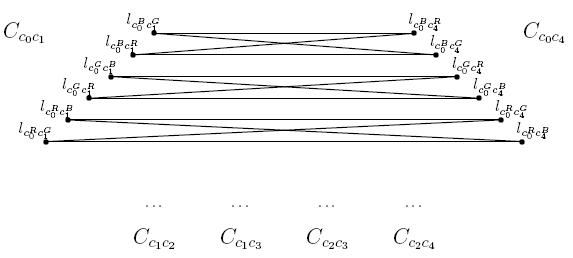 l_{c_0^B c_1^G} l_{c_0^B c_4^R}
C_{c_0c_1} C_{c_0c_4}
l_{c_0^B c_1^R} l_{c_0^B c_4^G}
l_{c_0^G c_1^B} l_{c_0^G c_4^R}
l_{c_0^G c_1^R} l_{c_0^G c_4^B}
l_{c_0^R c_1^B} l_{c_0^R c_4^G}
l_{c_0^R c_1^G} l_{c_0^R c_4^B}
... ... ... ...
C_{c_1c_2} C_{c_1c_3} C_{c_2c_3} C_{c_2c_4}